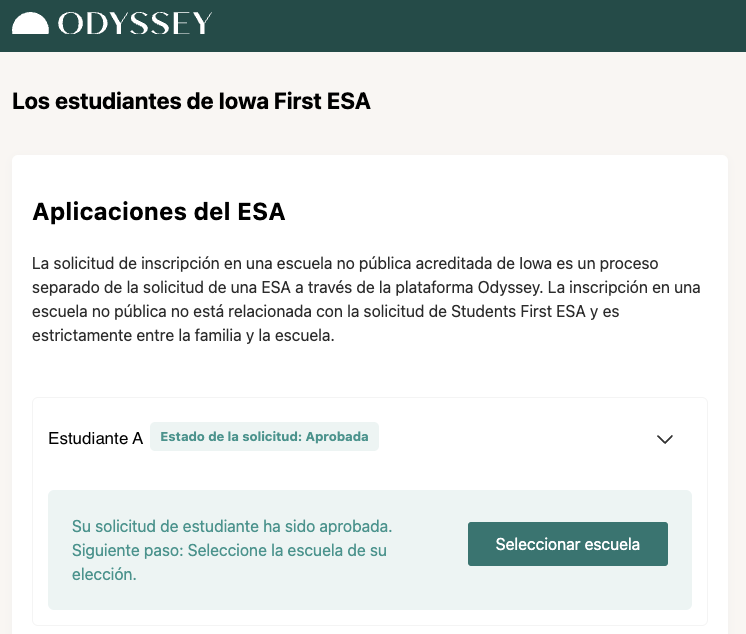 ODYSSEY
Los estudiantes de Iowa First ESA
Aplicaciones del ESA
La solicitud de inscripción en una escuela no pública acreditada de Iowa es un proceso
separado de la solicitud de una ESA a través de la plataforma Odyssey. La inscripción en una
escuela no pública no está relacionada con la solicitud de Students First ESA y es
estrictamente entre la familia y la escuela.
Estudiante A Estado de la solicitud: Aprobada
Su solicitud de estudiante ha sido aprobada.
Siguiente paso: Seleccione la escuela de su
elección.
Seleccionar escuela